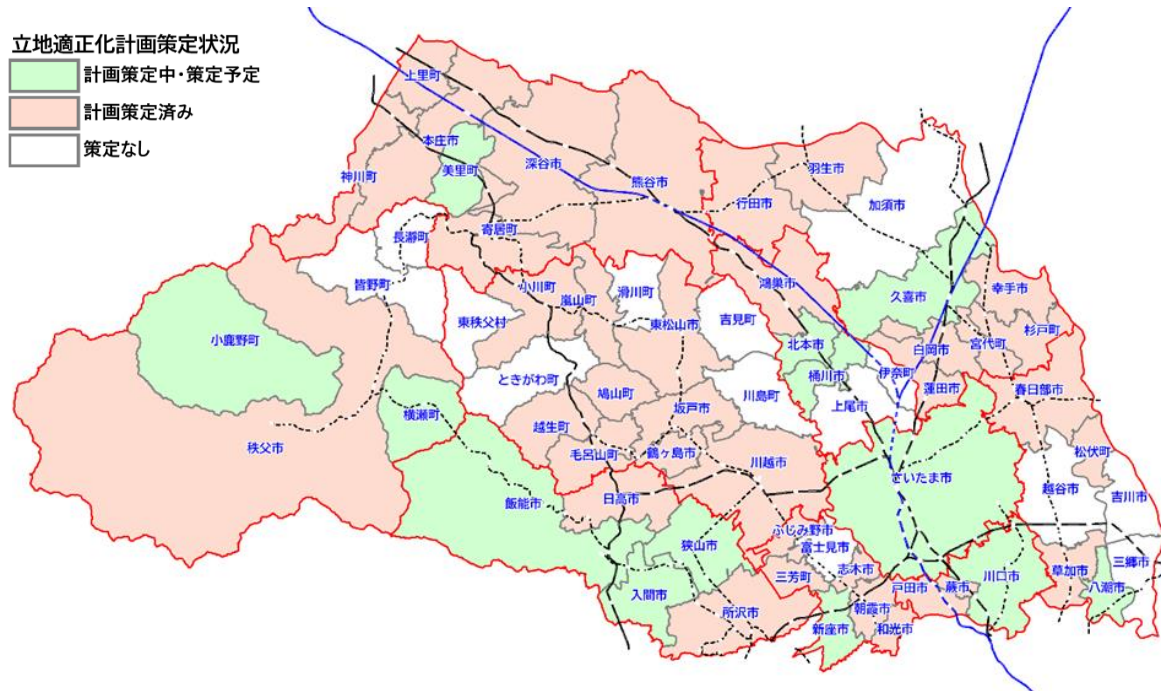 立地適正化計画策定状況
計画策定中・策定予定
計画策定済み
策定なし
上里町
本庄市
美里町
神川町
深谷市
熊谷市
羽生市
行田市
加須市
長瀞町
寄居町
皆野町
小川町
嵐山町
滑川町
鴻巣市
久喜市
幸手市
東秩父村
東松山市
吉見町
小鹿野町
北本市
白岡市
宮代町
杉戸町
ときがわ町
鳩山町
桶川市
伊奈町
蓮田市
春日部市
横瀬町
越生町
坂戸市
川島町
上尾市
秩父市
毛呂山町
鶴ヶ島市
川越市
松伏町
さいたま市
越谷市
吉川市
飯能市
日高市
ふじみ野市
狭山市
富士見市
志木市
三芳町
川口市
草加市
三郷市
入間市
所沢市
新座市
朝霞市
和光市
戸田市
蕨市
八潮市